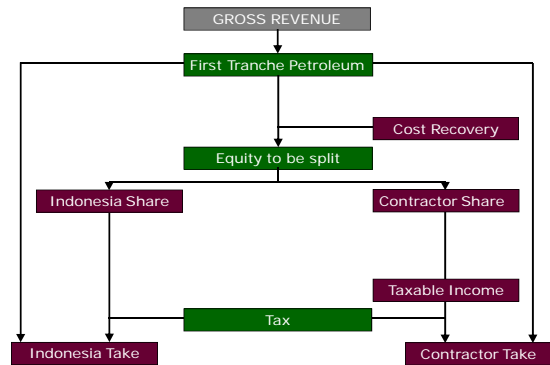 GROSS REVENUE
First Tranche Petroleum
Cost Recovery
Equity to be split
Indonesia Share
Contractor Share
Taxable Income
Tax
Indonesia Take
Contractor Take